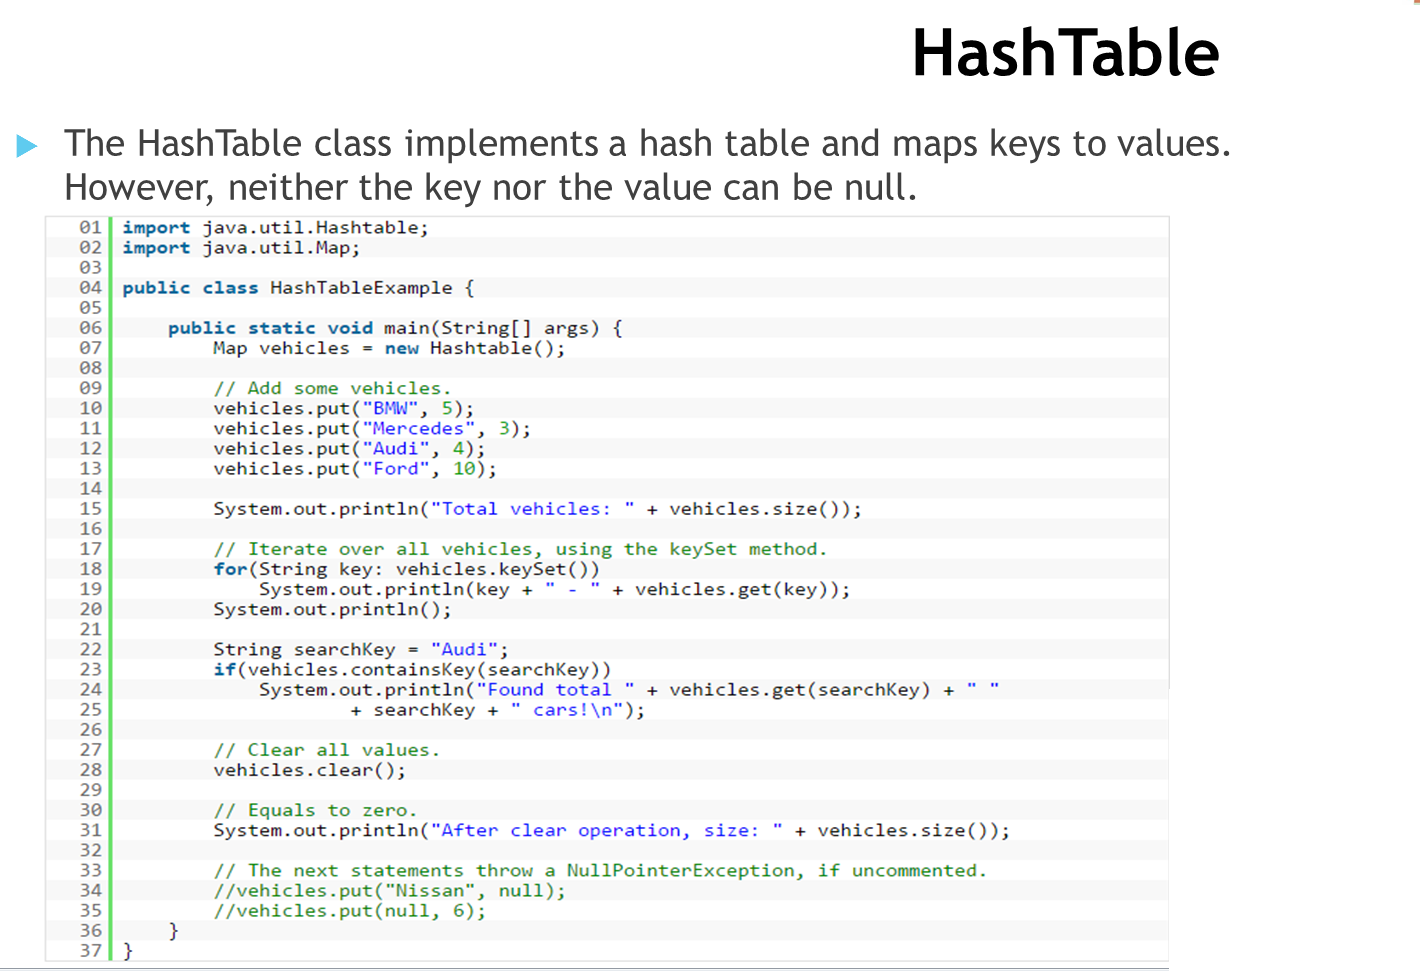 HashTable
The HashTable class implements a hash table and maps keys to values.
However, neither the key nor the value can be null.
01 import java.util.Hashtable;
02 import java.util.Map;
03
04 public class HashTableExample {
05
06     public static void main(String[] args) {
07         Map vehicles = new Hashtable();
08
09         // Add some vehicles.
10         vehicles.put("BMW", 5);
11         vehicles.put("Mercedes", 3);
12         vehicles.put("Audi", 4);
13         vehicles.put("Ford", 10);
14
15         System.out.println("Total vehicles: " + vehicles.size());
16
17         // Iterate over all vehicles, using the keySet method.
18         for(String key: vehicles.keySet())
19             System.out.println(key + " - " + vehicles.get(key));
20         System.out.println();
21
22         String searchKey = "Audi";
23         if(vehicles.containsKey(searchKey))
24             System.out.println("Found total " + vehicles.get(searchKey) + " "
25                     + searchKey + " cars!\n");
26
27         // Clear all values.
28         vehicles.clear();
29
30         // Equals to zero.
31         System.out.println("After clear operation, size: " + vehicles.size());
32
33         // The next statements throw a NullPointerException, if uncommented.
34         //vehicles.put("Nissan", null);
35         //vehicles.put(null, 6);
36     }
37 }